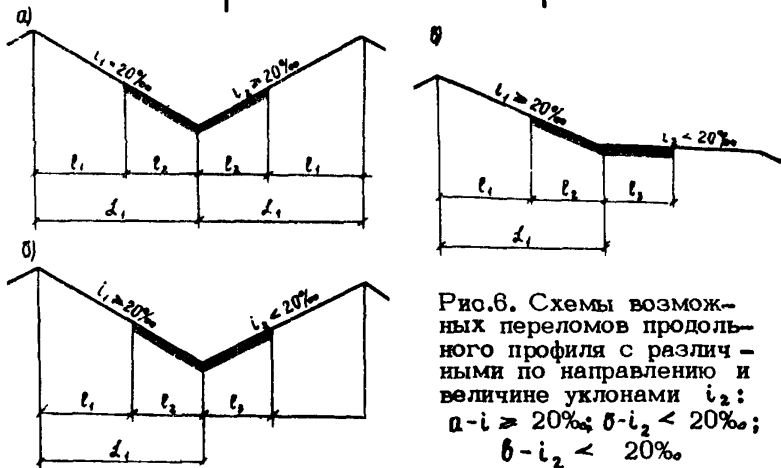 а)
i₁ = 20‰
i₂ ≥ 20‰
l₁ l₂ l₂ l₁
L₁ L₁
б)
i₁ ≥ 20‰
i₂ < 20‰
l₁ l₂ l₃
L₁
в)
i₁ ≥ 20‰
i₂ < 20‰
l₁ l₂ l₃
L₁
Рис.6. Схемы возмож-
ных переломов продоль-
ного профиля с различ-
ными по направлению и
величине уклонами i₂:
а-i ≥ 20‰; б-i₂ < 20‰;
в-i₂ < 20‰